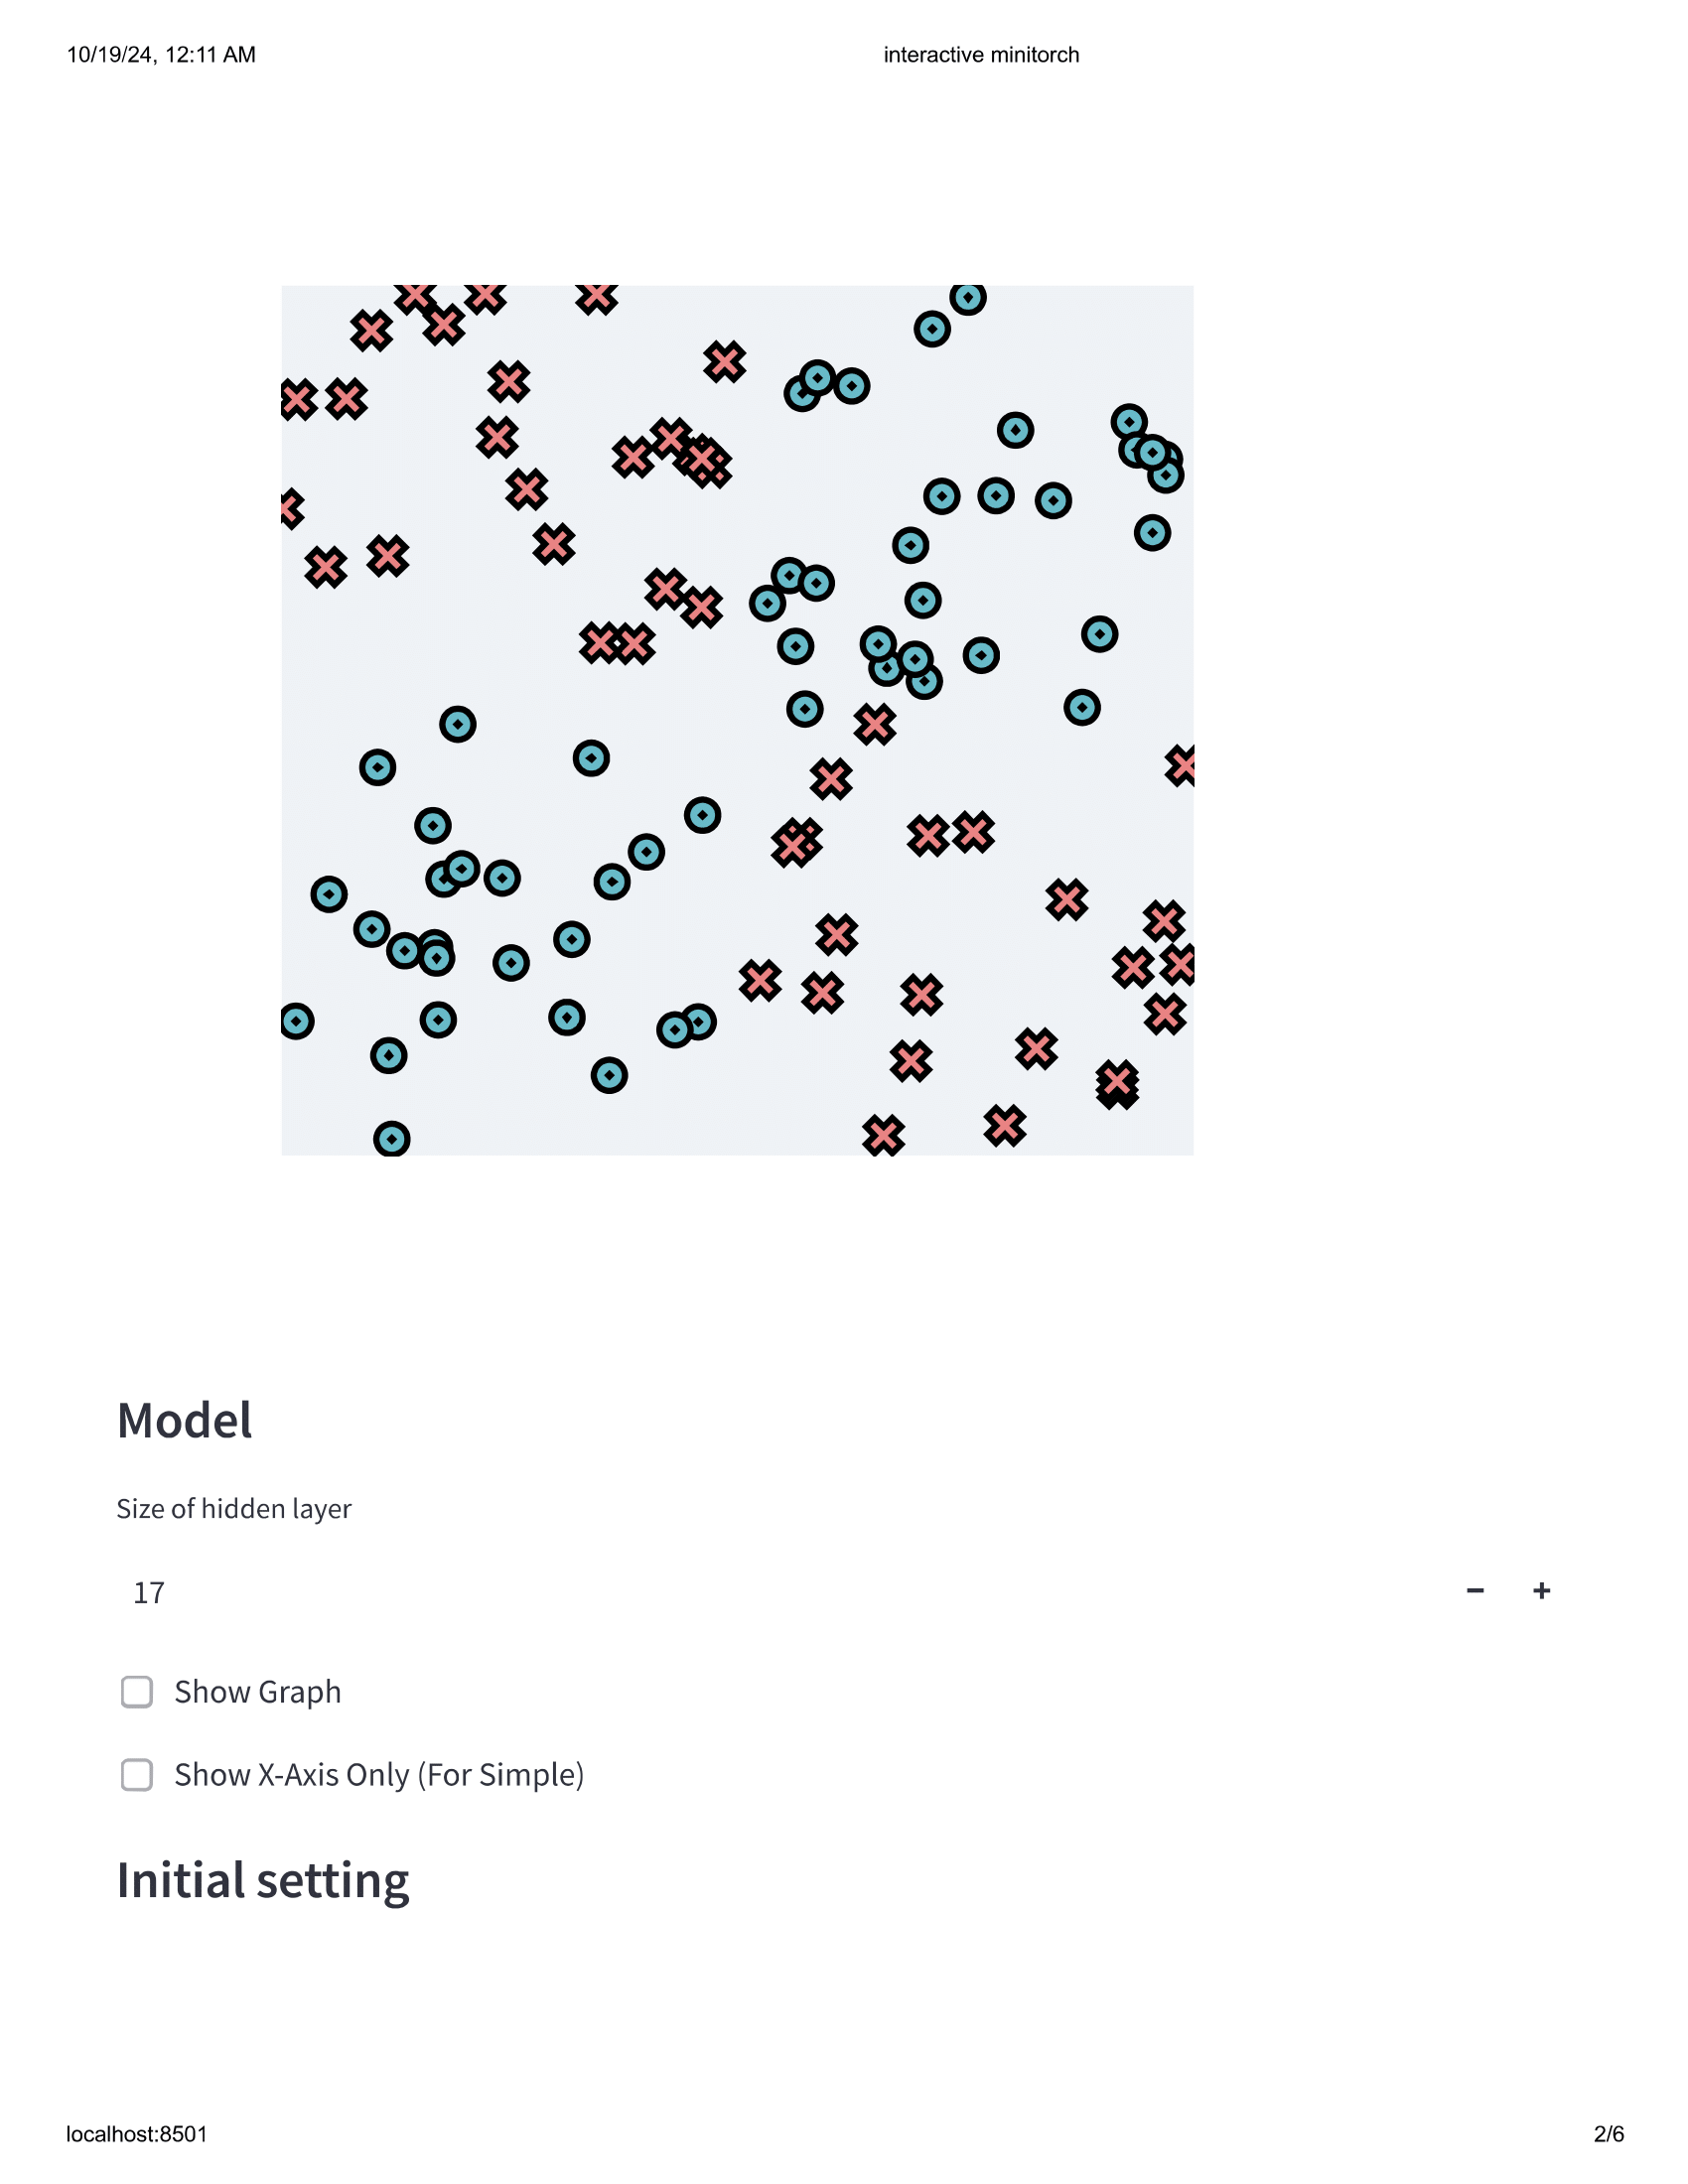 10/19/24, 12:11 AM interactive minitorch
Model
Size of hidden layer
17 − +
Show Graph
Show X-Axis Only (For Simple)
Initial setting
localhost:8501 2/6